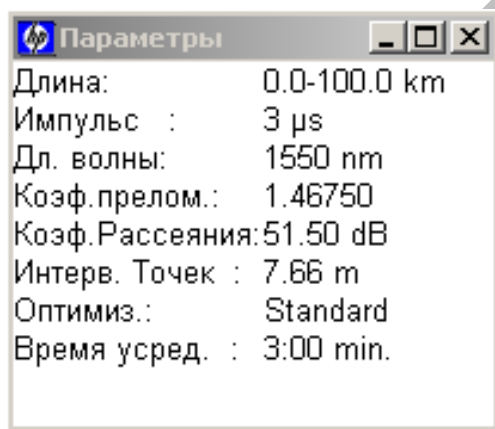 Параметры
Длина: 0.0-100.0 km
Импульс : 3 µs
Дл. волны: 1550 nm
Коэф.прелом.: 1.46750
Коэф.Рассеяния:51.50 dB
Интерв. Точек : 7.66 m
Оптимиз.: Standard
Время усред. : 3:00 min.